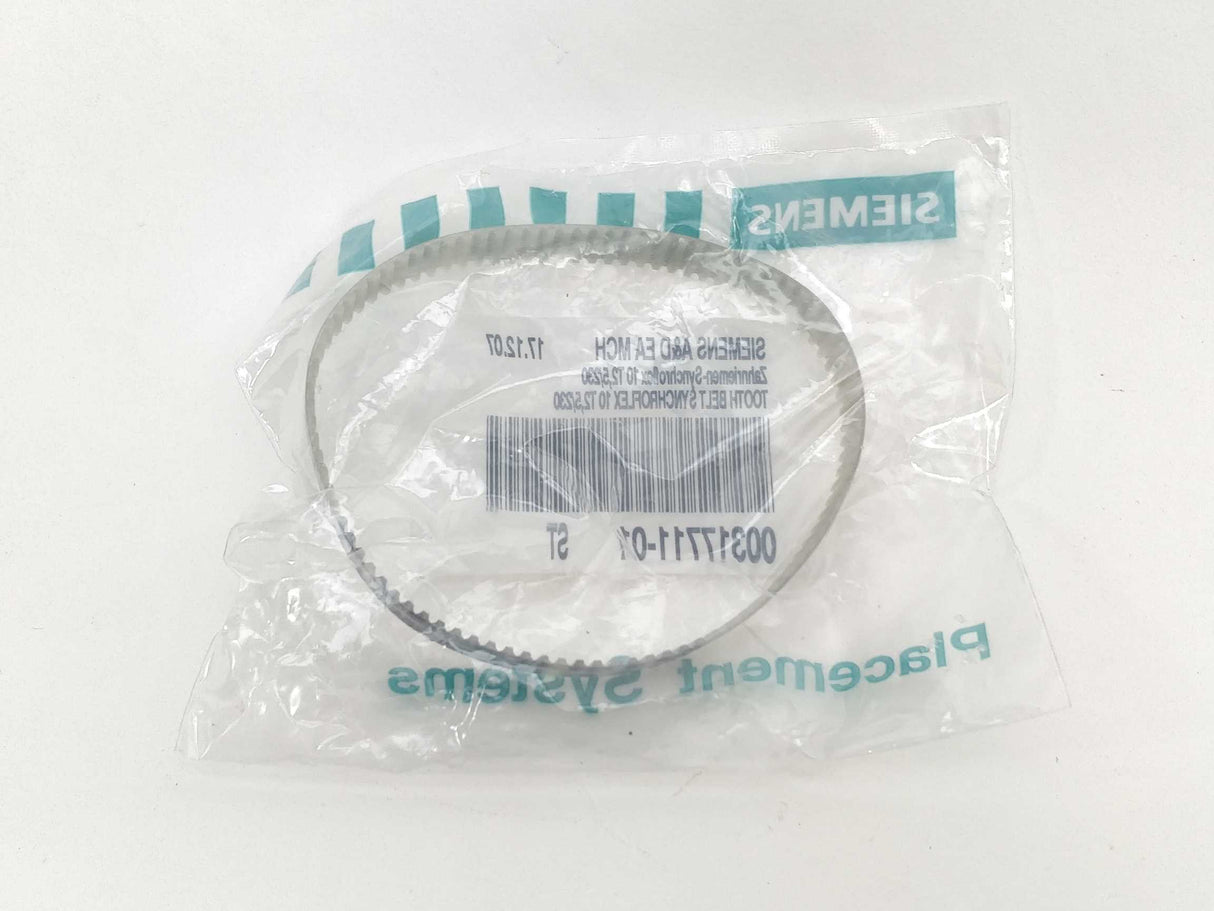 SIEMENS
SIEMENS A&D EA MCH 17.12.07
Zahnriemen-Synchroflex 10 T2,5/230
TOOTH BELT SYNCHROFLEX 10 T2,5/230
00317711-01 ST
Placement Systems